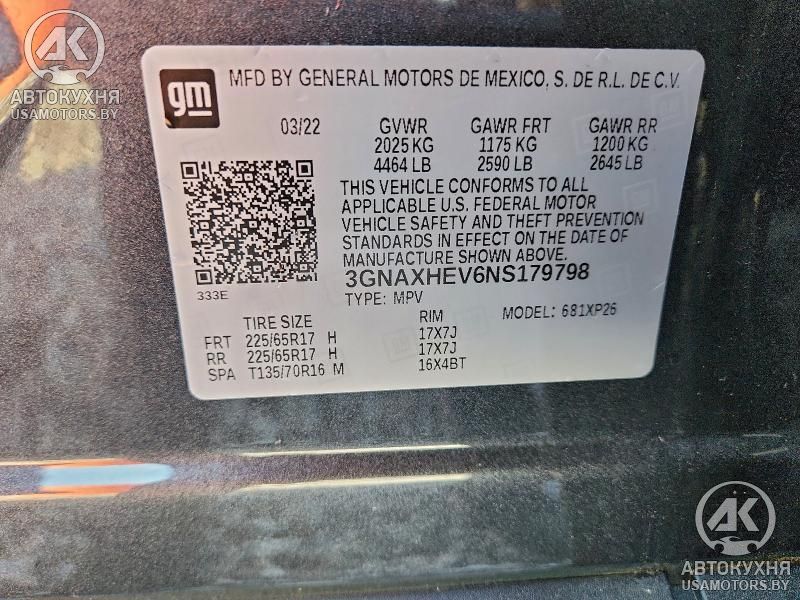 АК
АВТОКУХНЯ
USAMOTORS.BY
gm
MFD BY GENERAL MOTORS DE MEXICO, S. DE R.L. DE C.V.
03/22 GVWR GAWR FRT GAWR RR
2025 KG 1175 KG 1200 KG
4464 LB 2590 LB 2645 LB
THIS VEHICLE CONFORMS TO ALL
APPLICABLE U.S. FEDERAL MOTOR
VEHICLE SAFETY AND THEFT PREVENTION
STANDARDS IN EFFECT ON THE DATE OF
MANUFACTURE SHOWN ABOVE.
3GNAXHEV6NS179798
333E
TYPE: MPV MODEL: 681XP26
TIRE SIZE RIM
FRT 225/65R17 H 17X7J
RR 225/65R17 H 17X7J
SPA T135/70R16 M 16X4BT
АК
АВТОКУХНЯ
USAMOTORS.BY